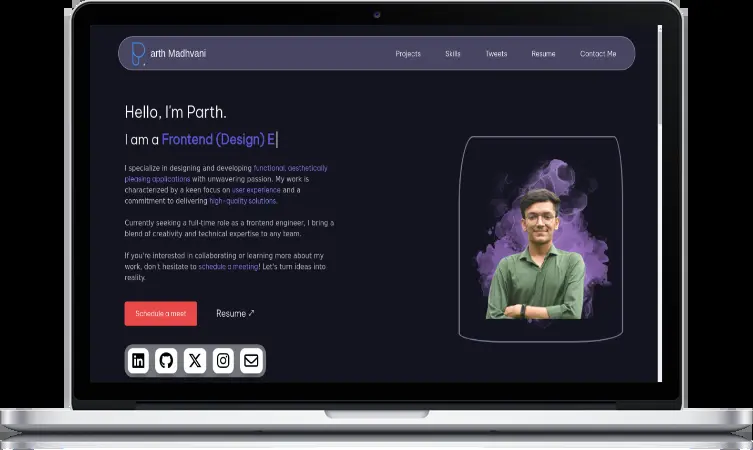 arth Madhvani
Projects Skills Tweets Resume Contact Me
Hello, I'm Parth.
I am a Frontend (Design) E
I specialize in designing and developing functional, aesthetically
pleasing applications with unwavering passion. My work is
characterized by a keen focus on user experience and a
commitment to delivering high-quality solutions.
Currently seeking a full-time role as a frontend engineer, I bring a
blend of creativity and technical expertise to any team.
If you're interested in collaborating or learning more about my
work, don't hesitate to schedule a meeting! Let's turn ideas into
reality.
Schedule a meet
Resume